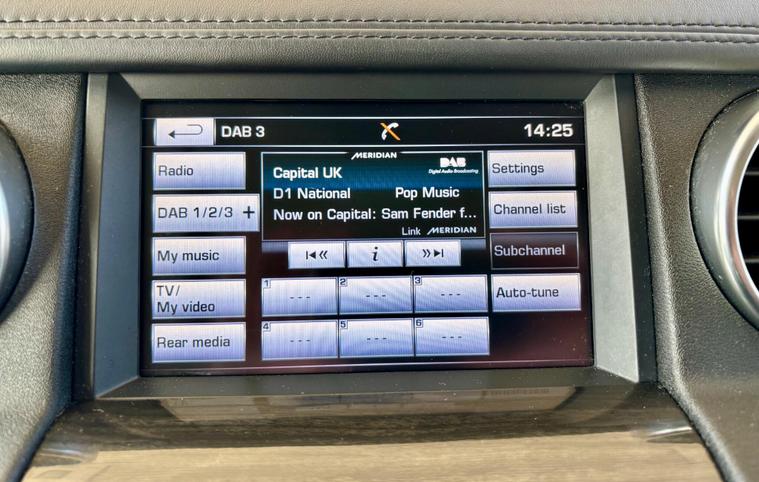 DAB 3
14:25
Radio
DAB 1/2/3 +
My music
TV/
My video
Rear media
MERIDIAN
Capital UK
DAB
Digital Audio Broadcasting
D1 National Pop Music
Now on Capital: Sam Fender f...
Link MERIDIAN
i
1 ---
2 ---
3 ---
4 ---
5 ---
6 ---
Settings
Channel list
Subchannel
Auto-tune